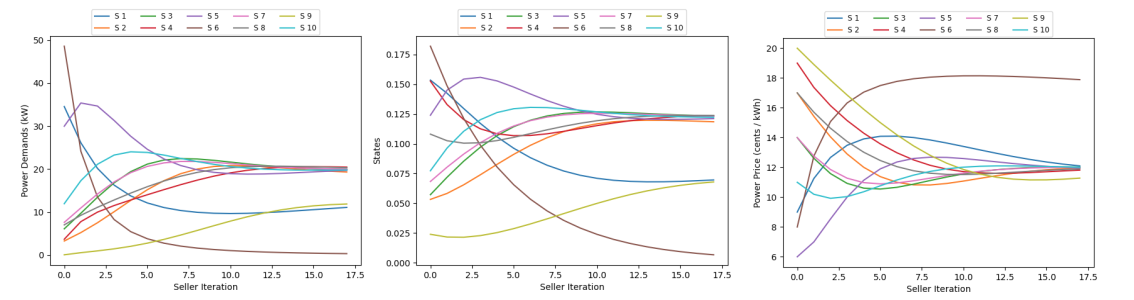 S 1 S 3 S 5 S 7 S 9
S 2 S 4 S 6 S 8 S 10
Power Demands (kW)
50
40
30
20
10
0
0.0 2.5 5.0 7.5 10.0 12.5 15.0 17.5
Seller Iteration
S 1 S 3 S 5 S 7 S 9
S 2 S 4 S 6 S 8 S 10
States
0.175
0.150
0.125
0.100
0.075
0.050
0.025
0.000
0.0 2.5 5.0 7.5 10.0 12.5 15.0 17.5
Seller Iteration
S 1 S 3 S 5 S 7 S 9
S 2 S 4 S 6 S 8 S 10
Power Price (cents / kWh)
20
18
16
14
12
10
8
6
0.0 2.5 5.0 7.5 10.0 12.5 15.0 17.5
Seller Iteration